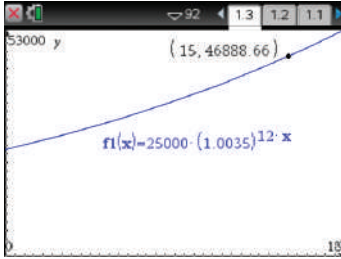 92 1.3 1.2 1.1
53000 y
(15, 46888.66)
f1(x)=25000·(1.0035)^12·x
0 18